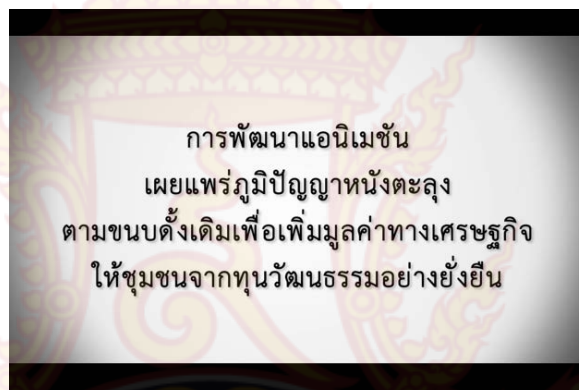 การพัฒนาแอนิเมชัน
เผยแพร่ภูมิปัญญาหนังตะลุง
ตามขนบดั้งเดิมเพื่อเพิ่มมูลค่าทางเศรษฐกิจ
ให้ชุมชนจากทุนวัฒนธรรมอย่างยั่งยืน